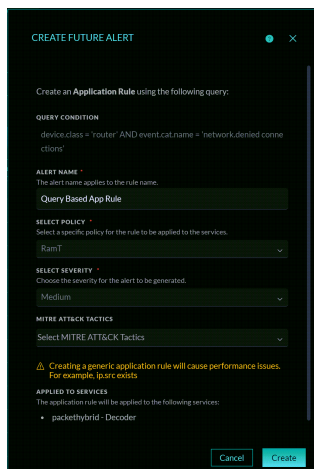 CREATE FUTURE ALERT
Create an Application Rule using the following query:
QUERY CONDITION
device.class = 'router' AND event.cat.name = 'network.denied conne
ctions'
ALERT NAME *
The alert name applies to the rule name.
Query Based App Rule
SELECT POLICY *
Select a specific policy for the rule to be applied to the services.
RamT
SELECT SEVERITY *
Choose the severity for the alert to be generated.
Medium
MITRE ATT&CK TACTICS
Select MITRE ATT&CK Tactics
Creating a generic application rule will cause performance issues.
For example, ip.src exists
APPLIED TO SERVICES
The application rule will be applied to the following services:
• packethybrid - Decoder
Cancel Create